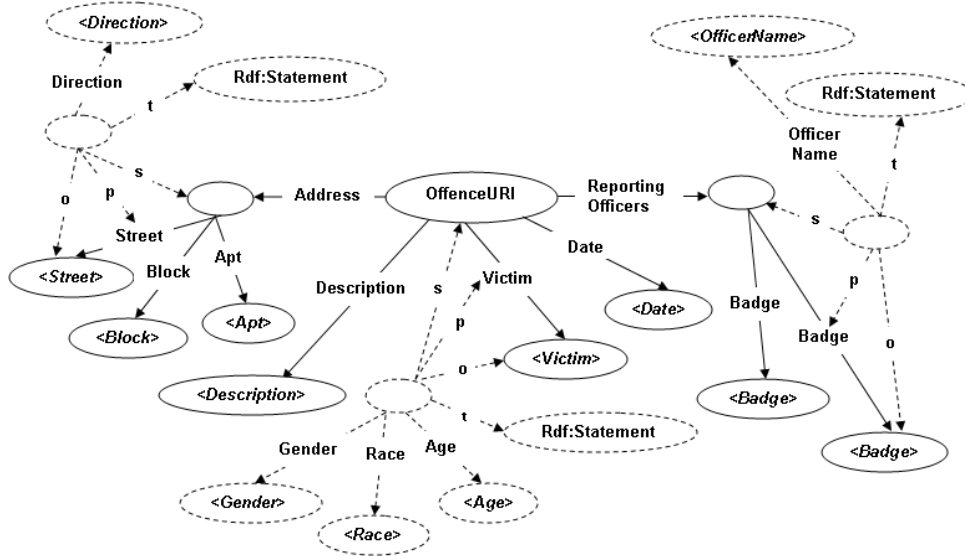 <Direction>
<OfficerName>
Direction
Rdf:Statement
Rdf:Statement
t
Officer
Name
t
s
o
p
Address
OffenceURI
Reporting
Officers
s
Street
Date
<Street>
Block
Apt
Description
s
Victim
p
Badge
Badge
o
<Block>
<Apt>
p
<Date>
o
<Victim>
<Description>
<Badge>
t
Rdf:Statement
Gender
Race
Age
<Badge>
<Gender>
<Age>
<Race>